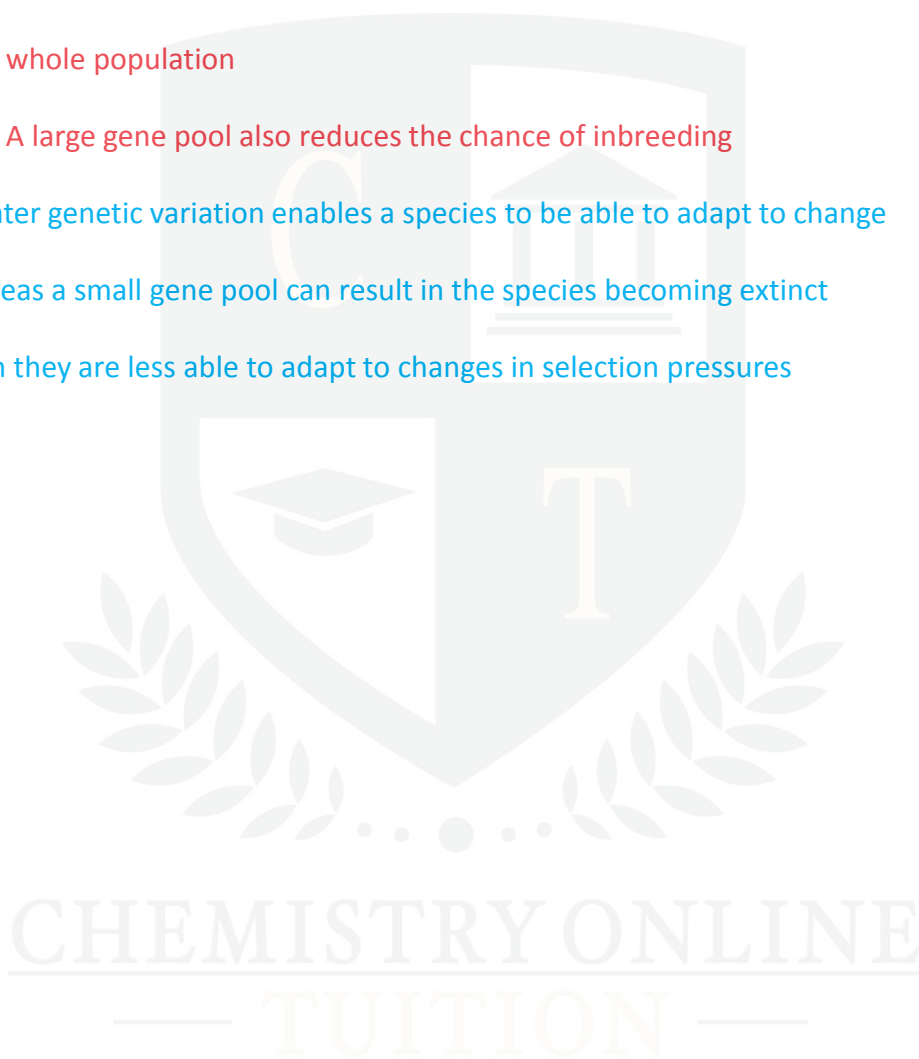 whole population
A large gene pool also reduces the chance of inbreeding
ter genetic variation enables a species to be able to adapt to change
eas a small gene pool can result in the species becoming extinct
they are less able to adapt to changes in selection pressures
C
T
CHEMISTRY ONLINE
TUITION